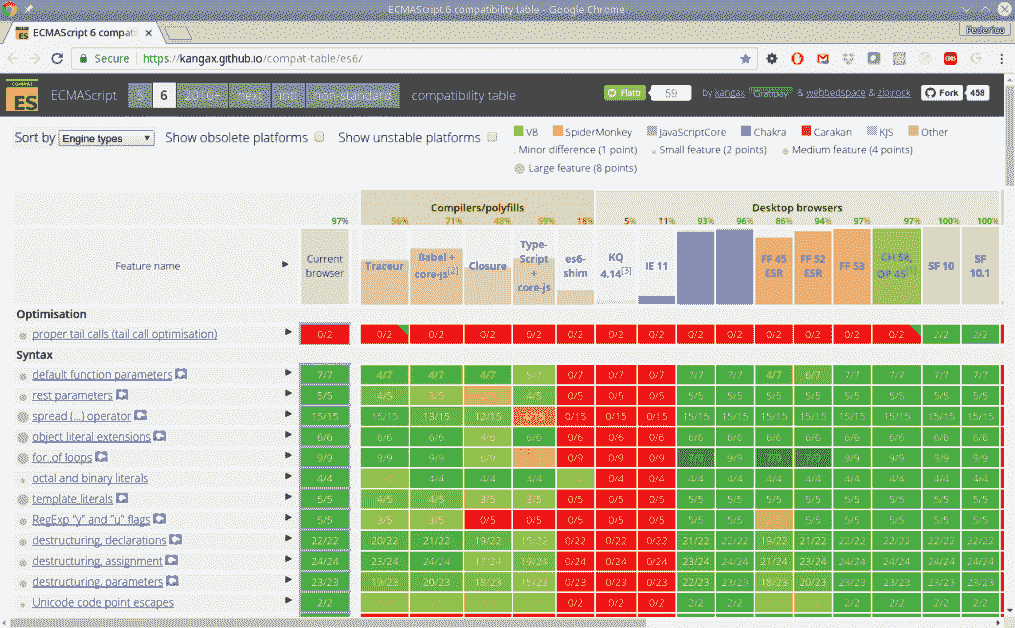 ECMAScript 6 compatibility table - Google Chrome
ECMAScript 6 compati
Federico
Secure https://kangax.github.io/compat-table/es6/
COMPAT ES ECMAScript 5 6 2016+ next intl non-standard compatibility table Flattr 59 by kangax Gratipay & webbedspace & zloirock Fork 458
Sort by Engine types Show obsolete platforms Show unstable platforms V8 SpiderMonkey JavaScriptCore Chakra Carakan KJS Other
Minor difference (1 point) Small feature (2 points) Medium feature (4 points)
Large feature (8 points)
Compilers/polyfills Desktop browsers
97% 56% 71% 48% 59% 18% 5% 11% 93% 96% 86% 94% 97% 97% 100% 100%
Feature name Current browser Traceur Babel + core-js[2] Closure Type-Script + core-js es6-shim KQ 4.14[3] IE 11 FF 45 ESR FF 52 ESR FF 53 CH 58, OP 45[1] SF 10 SF 10.1
Optimisation
proper tail calls (tail call optimisation) 0/2 0/2 0/2 0/2 0/2 0/2 0/2 0/2 0/2 0/2 0/2 0/2 0/2 0/2 2/2 2/2
Syntax
default function parameters 7/7 4/7 4/7 4/7 5/7 0/7 0/7 0/7 7/7 7/7 4/7 6/7 7/7 7/7 7/7 7/7
rest parameters 5/5 4/5 3/5 4/5 0/5 0/5 0/5 5/5 5/5 5/5 5/5 5/5 5/5 5/5 5/5
spread (...) operator 15/15 15/15 13/15 12/15 4/15 0/15 0/15 0/15 15/15 15/15 15/15 15/15 15/15 15/15 15/15 15/15
object literal extensions 6/6 6/6 6/6 4/6 6/6 0/6 0/6 0/6 6/6 6/6 6/6 6/6 6/6 6/6 6/6 6/6
for..of loops 9/9 9/9 9/9 6/9 0/9 0/9 0/9 9/9 9/9 9/9 9/9 9/9
octal and binary literals 4/4 4/4 4/4 4/4 0/4 0/4 4/4 4/4 4/4 4/4 4/4 4/4 4/4 4/4
template literals 5/5 4/5 4/5 3/5 3/5 0/5 0/5 0/5 5/5 5/5 5/5 5/5 5/5 5/5 5/5 5/5
RegExp "y" and "u" flags 5/5 3/5 3/5 0/5 0/5 0/5 0/5 0/5 5/5 5/5 5/5 5/5 5/5 5/5 5/5
destructuring, declarations 22/22 20/22 21/22 19/22 15/22 0/22 0/22 0/22 21/22 22/22 19/22 21/22 22/22 22/22 22/22 22/22
destructuring, assignment 24/24 23/24 24/24 17/24 19/24 0/24 0/24 0/24 23/24 24/24 21/24 23/24 24/24 24/24 24/24 24/24
destructuring, parameters 23/23 19/23 20/23 18/23 15/23 0/23 0/23 0/23 22/23 23/23 18/23 20/23 23/23 23/23 23/23 23/23
Unicode code point escapes 2/2 0/2 0/2 0/2 2/2 2/2 2/2 2/2 2/2 2/2